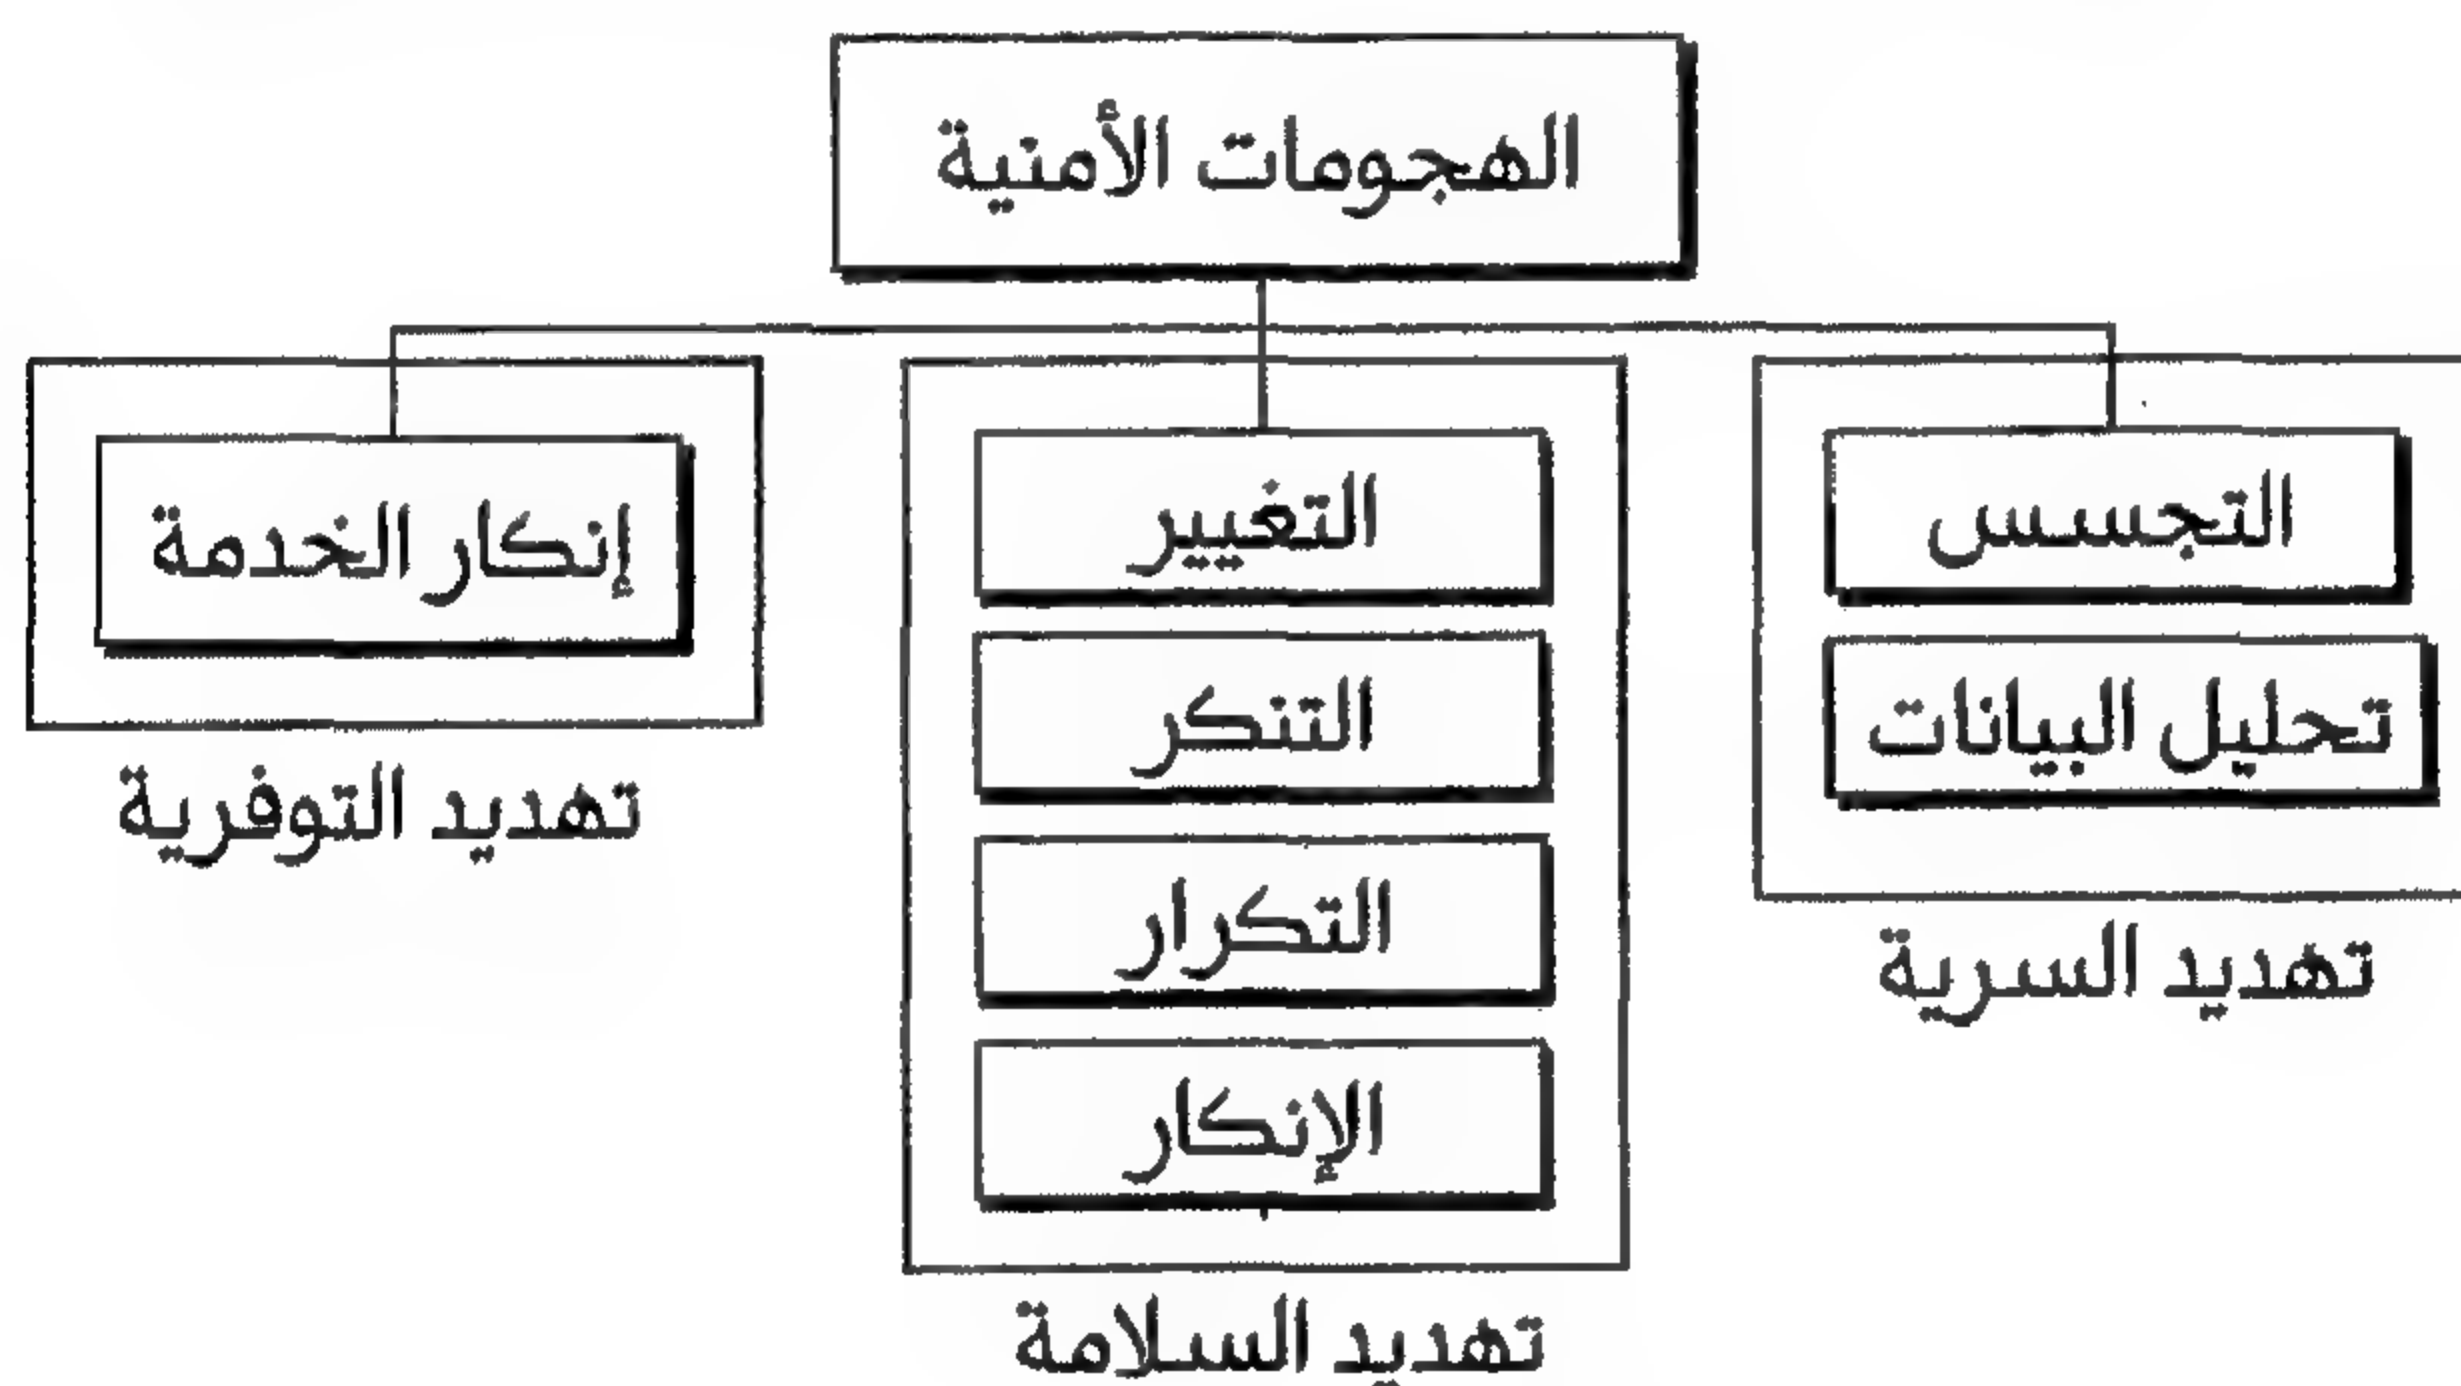 الهجومات الأمنية
التجسس
تحليل البيانات
تهديد السرية
التغيير
التنكر
التكرار
الإنكار
تهديد السلامة
إنكار الخدمة
تهديد التوفرية